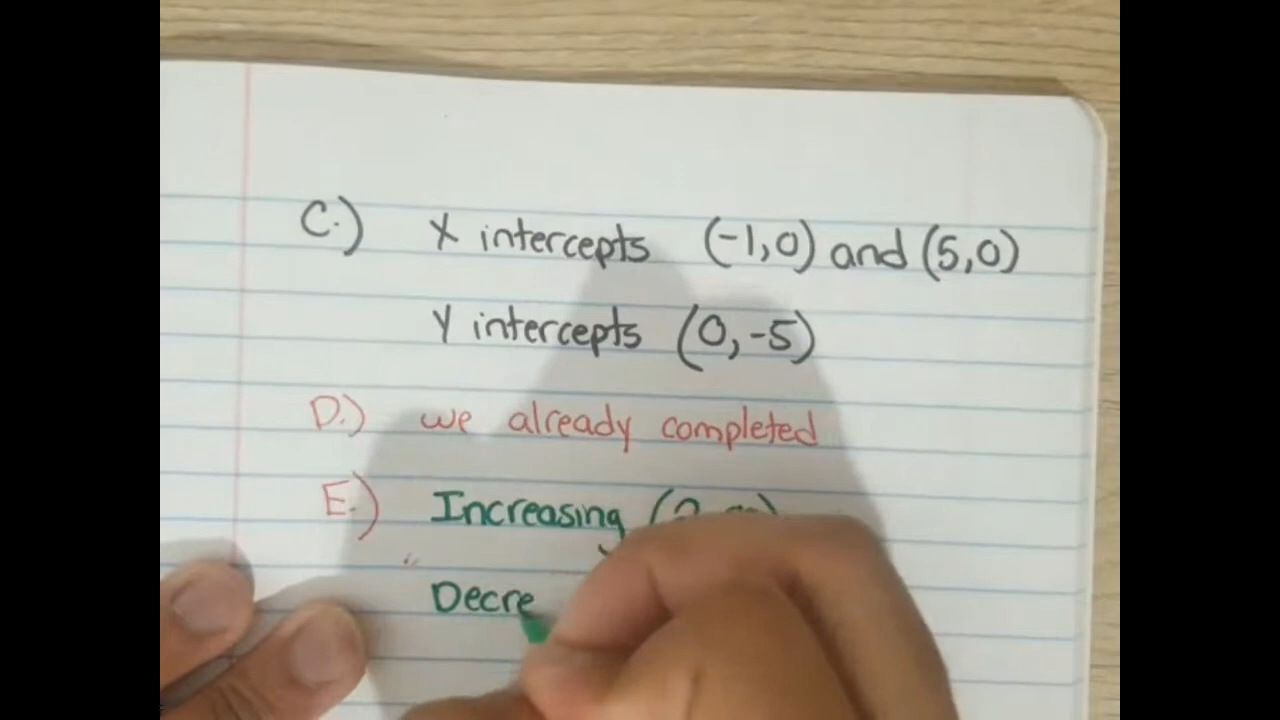 C.) X intercepts (-1,0) and (5,0)
Y intercepts (0,-5)
D.) we already completed
E.) Increasing
Decre